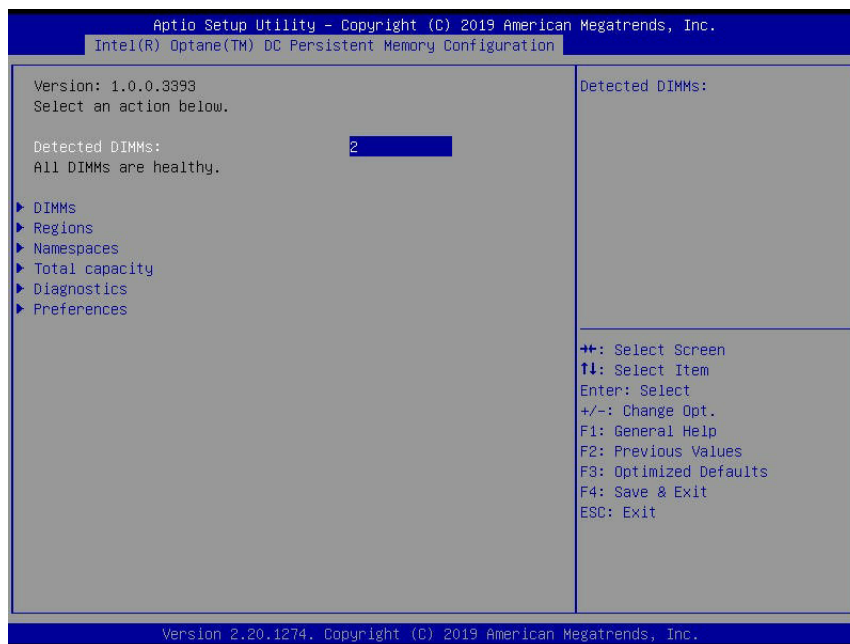 Aptio Setup Utility – Copyright (C) 2019 American Megatrends, Inc.
Intel(R) Optane(TM) DC Persistent Memory Configuration
Version: 1.0.0.3393
Select an action below.
Detected DIMMs: 2
All DIMMs are healthy.
DIMMs
Regions
Namespaces
Total capacity
Diagnostics
Preferences
Detected DIMMs:
→←: Select Screen
↑↓: Select Item
Enter: Select
+/-: Change Opt.
F1: General Help
F2: Previous Values
F3: Optimized Defaults
F4: Save & Exit
ESC: Exit
Version 2.20.1274. Copyright (C) 2019 American Megatrends, Inc.